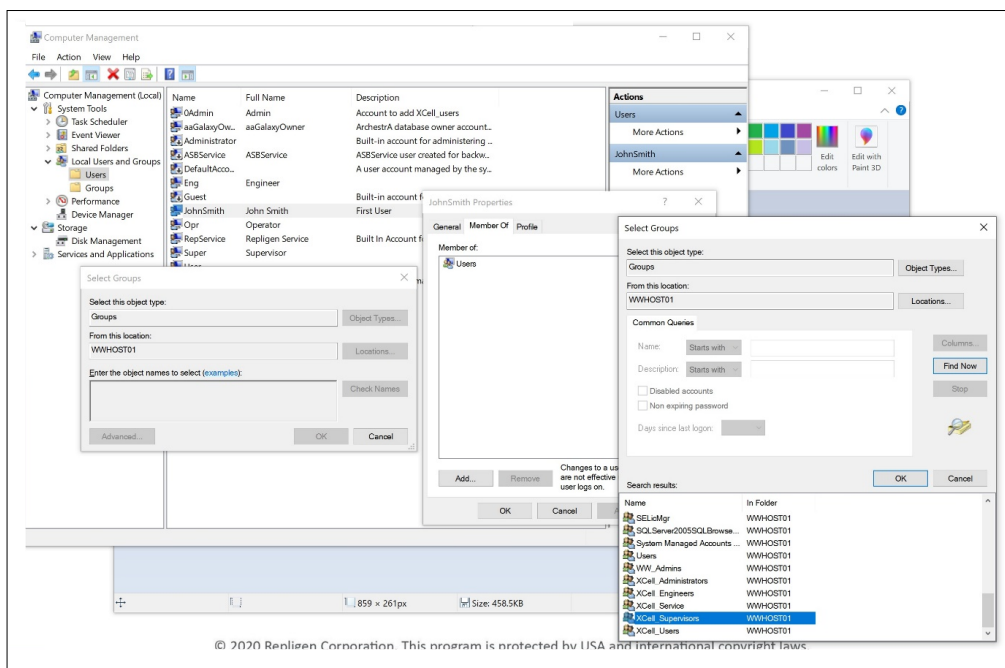 Computer Management
File Action View Help
Computer Management (Local)
System Tools
Task Scheduler
Event Viewer
Shared Folders
Local Users and Groups
Users
Groups
Performance
Device Manager
Storage
Disk Management
Services and Applications
Name Full Name Description
0Admin Admin Account to add XCell_users
aaGalaxyOw... aaGalaxyOwner ArchestrA database owner account...
Administrator Built-in account for administering ...
ASBService ASBService ASBService user created for backw...
DefaultAcco... A user account managed by the sy...
Eng Engineer
Guest Built-in account f
JohnSmith John Smith First User
Opr Operator
RepService Repligen Service Built In Account f
Super Supervisor
Actions
Users
More Actions
JohnSmith
More Actions
Edit colors
Edit with Paint 3D
Select Groups
Select this object type:
Groups
Object Types...
From this location:
WWHOST01
Locations...
Enter the object names to select (examples):
Check Names
Advanced...
OK
Cancel
JohnSmith Properties
General Member Of Profile
Member of:
Users
Add...
Remove
Changes to a us
are not effective
user logs on.
OK
Cancel
Select Groups
Select this object type:
Groups
Object Types...
From this location:
WWHOST01
Locations...
Common Queries
Name: Starts with
Description: Starts with
Disabled accounts
Non expiring password
Days since last logon:
Columns...
Find Now
Stop
OK
Cancel
Search results:
Name In Folder
SELicMgr WWHOST01
SQLServer2005SQLBrowse... WWHOST01
System Managed Accounts ... WWHOST01
Users WWHOST01
WW_Admins WWHOST01
XCell_Administrators WWHOST01
XCell_Engineers WWHOST01
XCell_Service WWHOST01
XCell_Supervisors WWHOST01
XCell_Users WWHOST01
859 × 261px
Size: 458.5KB
© 2020 Repligen Corporation. This program is protected by USA and international copyright laws.